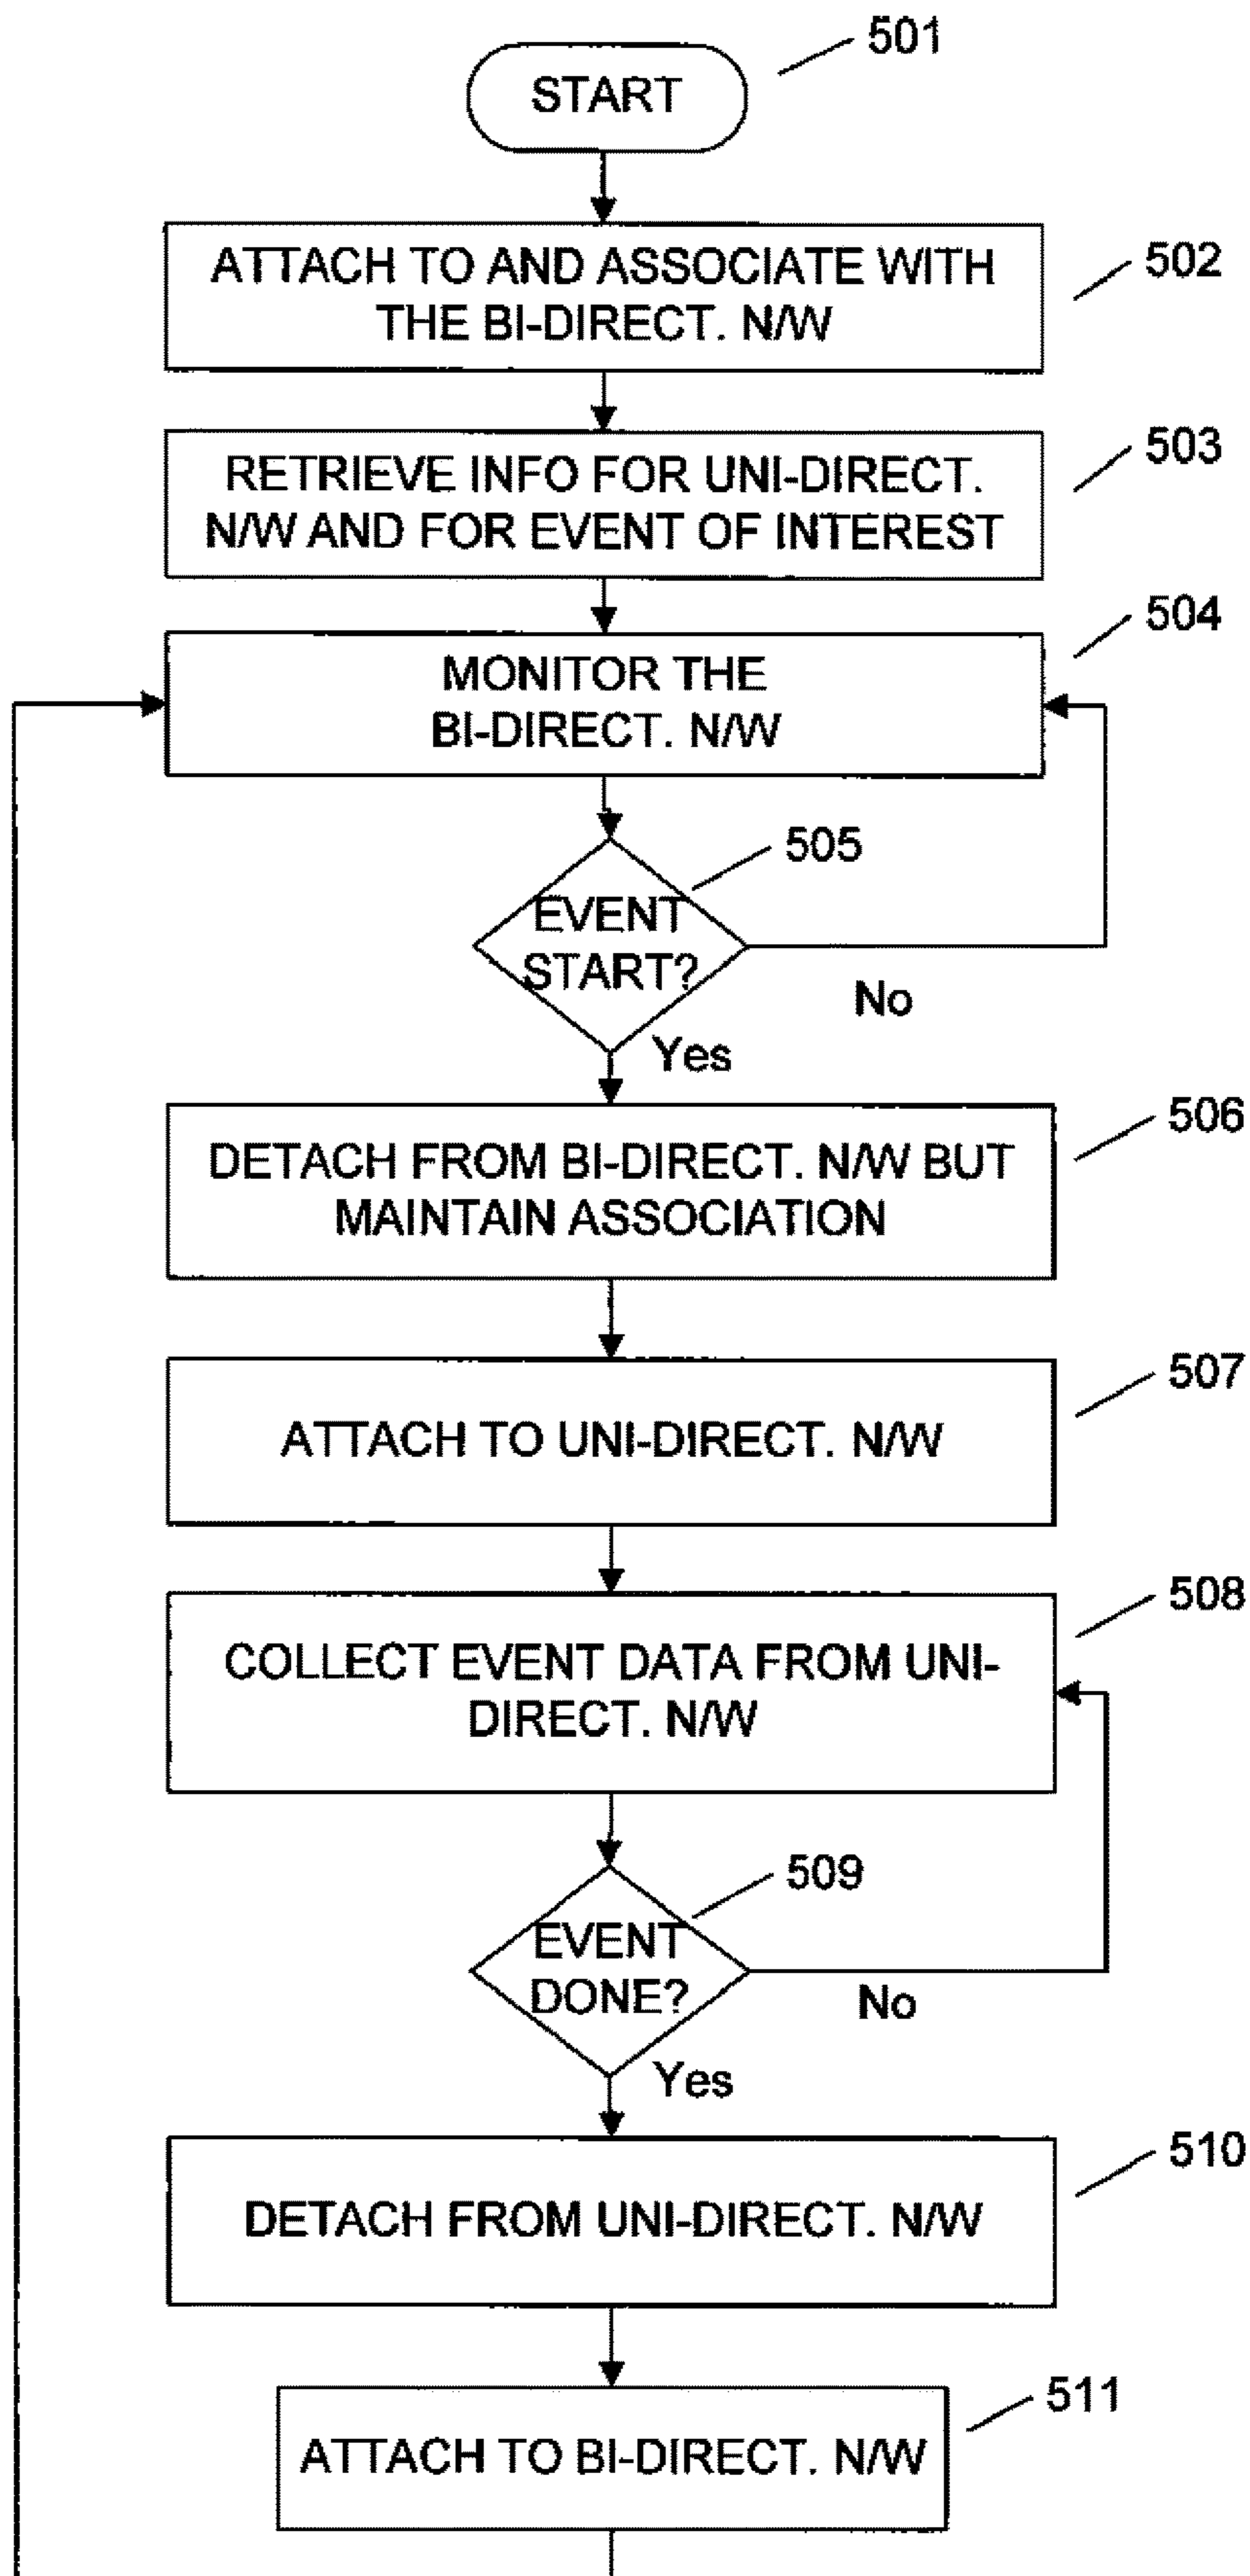 501
START
ATTACH TO AND ASSOCIATE WITH
THE BI-DIRECT. N/W
502
RETRIEVE INFO FOR UNI-DIRECT.
N/W AND FOR EVENT OF INTEREST
503
504
MONITOR THE
BI-DIRECT. N/W
505
EVENT
START?
No
Yes
506
DETACH FROM BI-DIRECT. N/W BUT
MAINTAIN ASSOCIATION
507
ATTACH TO UNI-DIRECT. N/W
508
COLLECT EVENT DATA FROM UNI-
DIRECT. N/W
509
EVENT
DONE?
No
Yes
510
DETACH FROM UNI-DIRECT. N/W
511
ATTACH TO BI-DIRECT. N/W